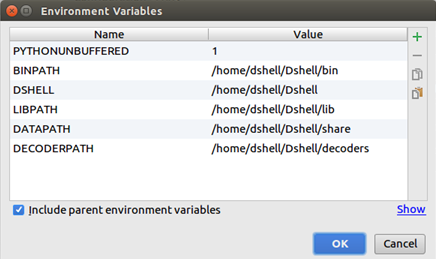 Environment Variables
Name Value
PYTHONUNBUFFERED 1
BINPATH /home/dshell/Dshell/bin
DSHELL /home/dshell/Dshell
LIBPATH /home/dshell/Dshell/lib
DATAPATH /home/dshell/Dshell/share
DECODERPATH /home/dshell/Dshell/decoders
Include parent environment variables Show
OK Cancel